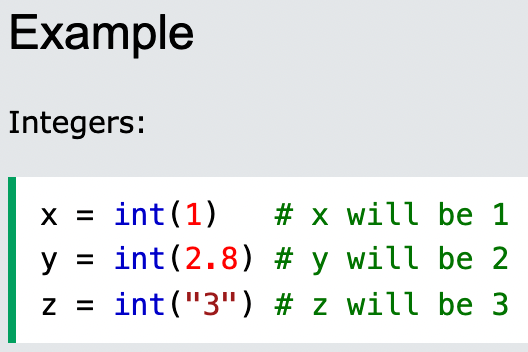 Example
Integers:
x = int(1)   # x will be 1
y = int(2.8) # y will be 2
z = int("3") # z will be 3